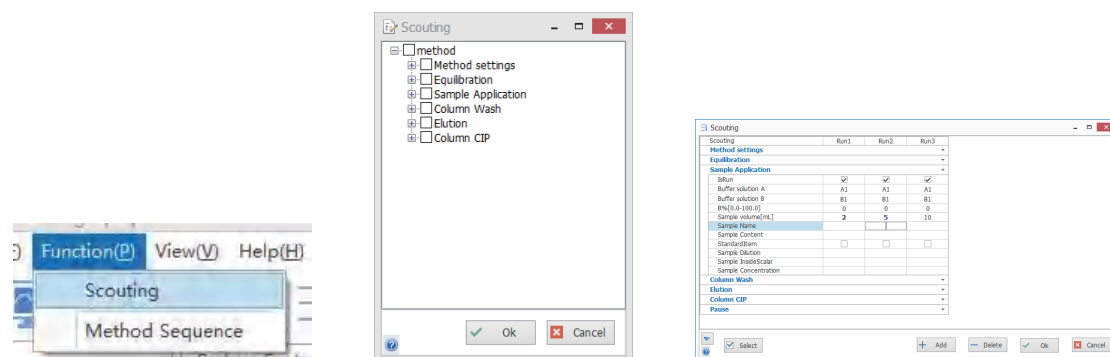 Function(P) View(V) Help(H)
Scouting
Method Sequence
Scouting
method
Method settings
Equilibration
Sample Application
Column Wash
Elution
Column CIP
Ok Cancel
Scouting
Scouting Run1 Run2 Run3
Method settings
Equilibration
Sample Application
IsRun
Buffer solution A A1 A1 A1
Buffer solution B B1 B1 B1
B%[0.0-100.0] 0 0 0
Sample volume[mL] 2 5 10
Sample Name
Sample Content
StandardItem
Sample Dilution
Sample InsideScalar
Sample Concentration
Column Wash
Elution
Column CIP
Pause
Select Add Delete Ok Cancel